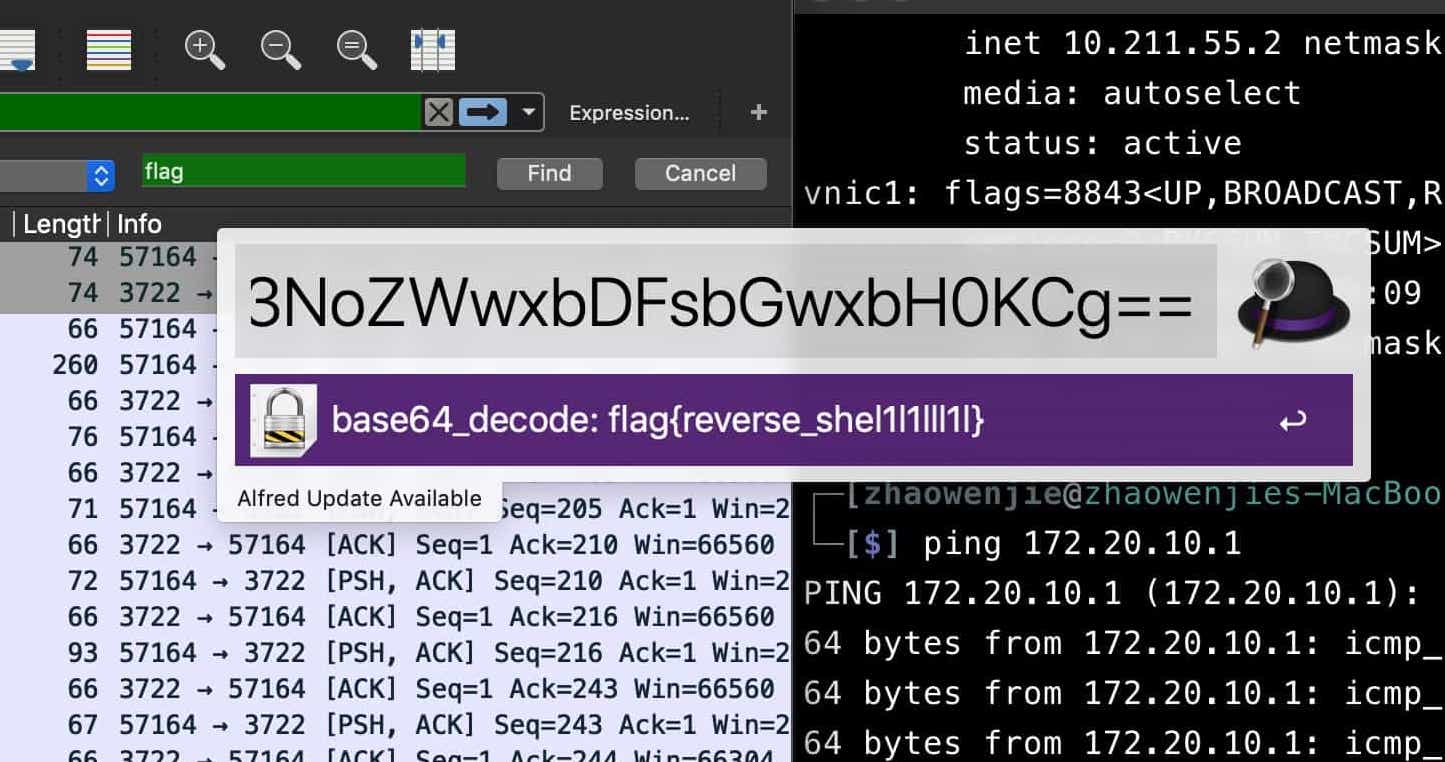 Expression...
+
flag
Find
Cancel
Length
Info
74 57164
74 3722 →
66 57164
260 57164
66 3722 →
76 57164
66 3722 →
71 57164
Seq=205 Ack=1 Win=2
66 3722 → 57164 [ACK] Seq=1 Ack=210 Win=66560
72 57164 → 3722 [PSH, ACK] Seq=210 Ack=1 Win=2
66 3722 → 57164 [ACK] Seq=1 Ack=216 Win=66560
93 57164 → 3722 [PSH, ACK] Seq=216 Ack=1 Win=2
66 3722 → 57164 [ACK] Seq=1 Ack=243 Win=66560
67 57164 → 3722 [PSH, ACK] Seq=243 Ack=1 Win=2
66 3722 → 57164 [ACK] Seq=1 Ack=244 Win=66304
3NoZWwxbDFsbGwxbH0KCg==
base64_decode: flag{reverse_shel1l1lll1l}
Alfred Update Available
inet 10.211.55.2 netmask
media: autoselect
status: active
vnic1: flags=8843<UP,BROADCAST,R
CSUM>
:09
mask
[zhaowenjie@zhaowenjies-MacBoo
[$] ping 172.20.10.1
PING 172.20.10.1 (172.20.10.1):
64 bytes from 172.20.10.1: icmp_
64 bytes from 172.20.10.1: icmp_
64 bytes from 172.20.10.1: icmp_